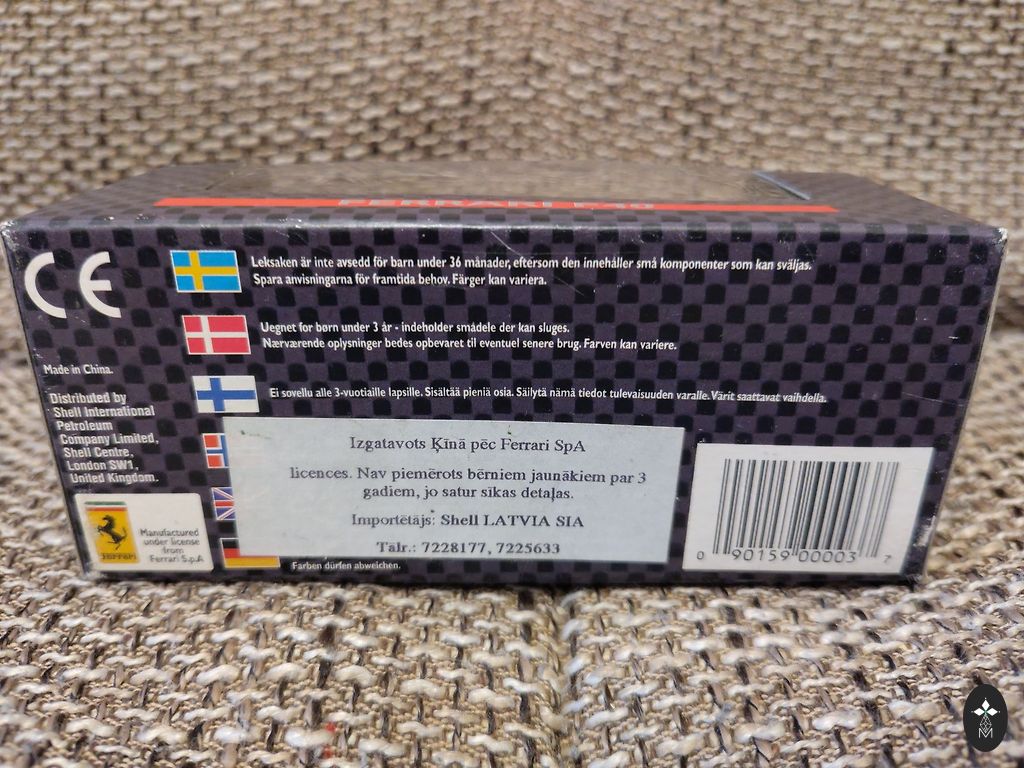 FERRARI F40
CE
Leksaken är inte avsedd för barn under 36 månader, eftersom den innehåller små komponenter som kan sväljas.
Spara anvisningarna för framtida behov. Färger kan variera.
Uegnet for børn under 3 år - indeholder smådele der kan sluges.
Nærværende oplysninger bedes opbevaret til eventuel senere brug. Farven kan variere.
Made in China.
Ei sovellu alle 3-vuotiaille lapsille. Sisältää pieniä osia. Säilytä nämä tiedot tulevaisuuden varalle. Värit saattavat vaihdella.
Distributed by
Shell International
Petroleum
Company Limited,
Shell Centre,
London SW1,
United Kingdom.
Izgatavots Ķīnā pēc Ferrari SpA
licences. Nav piemērots bērniem jaunākiem par 3
gadiem, jo satur sīkas detaļas.
Importētājs: Shell LATVIA SIA
Tālr.: 7228177, 7225633
Ferrari
Manufactured
under license
from
Ferrari S.p.A
Farben dürfen abweichen.
0 90159 00003 7
M